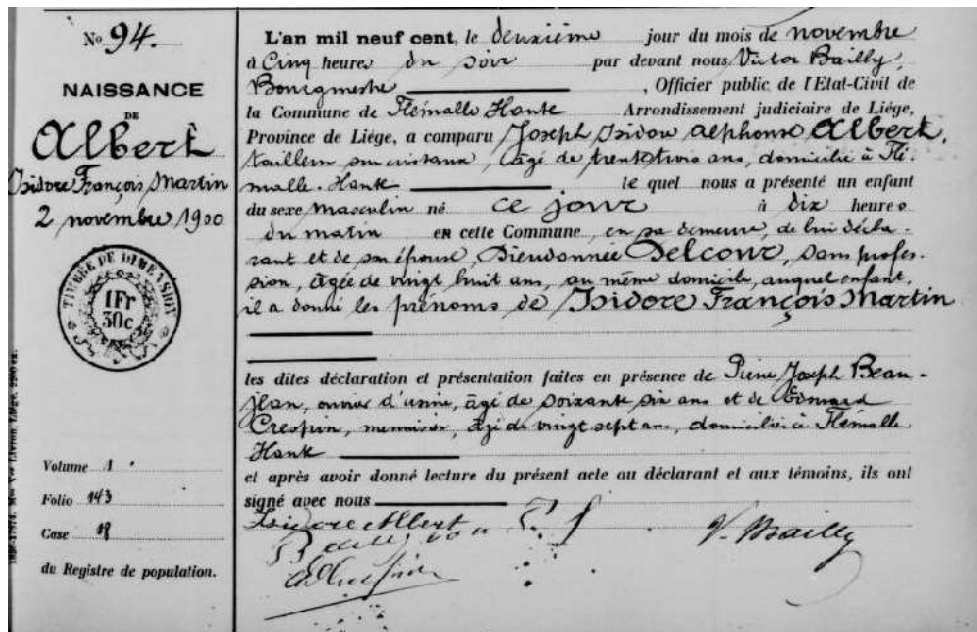 No 94.
NAISSANCE
DE
Albert
Isidore François Martin
2 novembre 1900
TIMBRE DE DIMENSION
1 Fr
30c
Volume 1
Folio 143
Case 18
du Registre de population.
L'an mil neuf cent, le deuxième jour du mois de novembre
à Cinq heures du soir par devant nous Victor Bailly,
Bourgmestre, Officier public de l'Etat-Civil de
la Commune de Flémalle Haute Arrondissement judiciaire de Liége,
Province de Liége, a comparu Joseph Isidore Alphonse Albert,
tailleur sur cristaux, âgé de trente trois ans, domicilié à Flé-
malle-Haute, le quel nous a présenté un enfant
du sexe masculin né ce jour à dix heures
du matin en cette Commune, en sa demeure, de lui décla-
rant et de son épouse, Dieudonnée Delcour, sans profes-
sion, âgée de vingt huit ans, au même domicile, auquel enfant,
il a donné les prénoms de Isidore François Martin
les dites déclaration et présentation faites en présence de Pierre Joseph Beau-
jean, ouvrier d'usine, âgé de soixante six ans et de Edouard
Crespin, menuisier, âgé de vingt sept ans, domiciliés à Flémalle
Haute
et après avoir donné lecture du présent acte au déclarant et aux témoins, ils ont
signé avec nous
Isidore Albert
V. Bailly